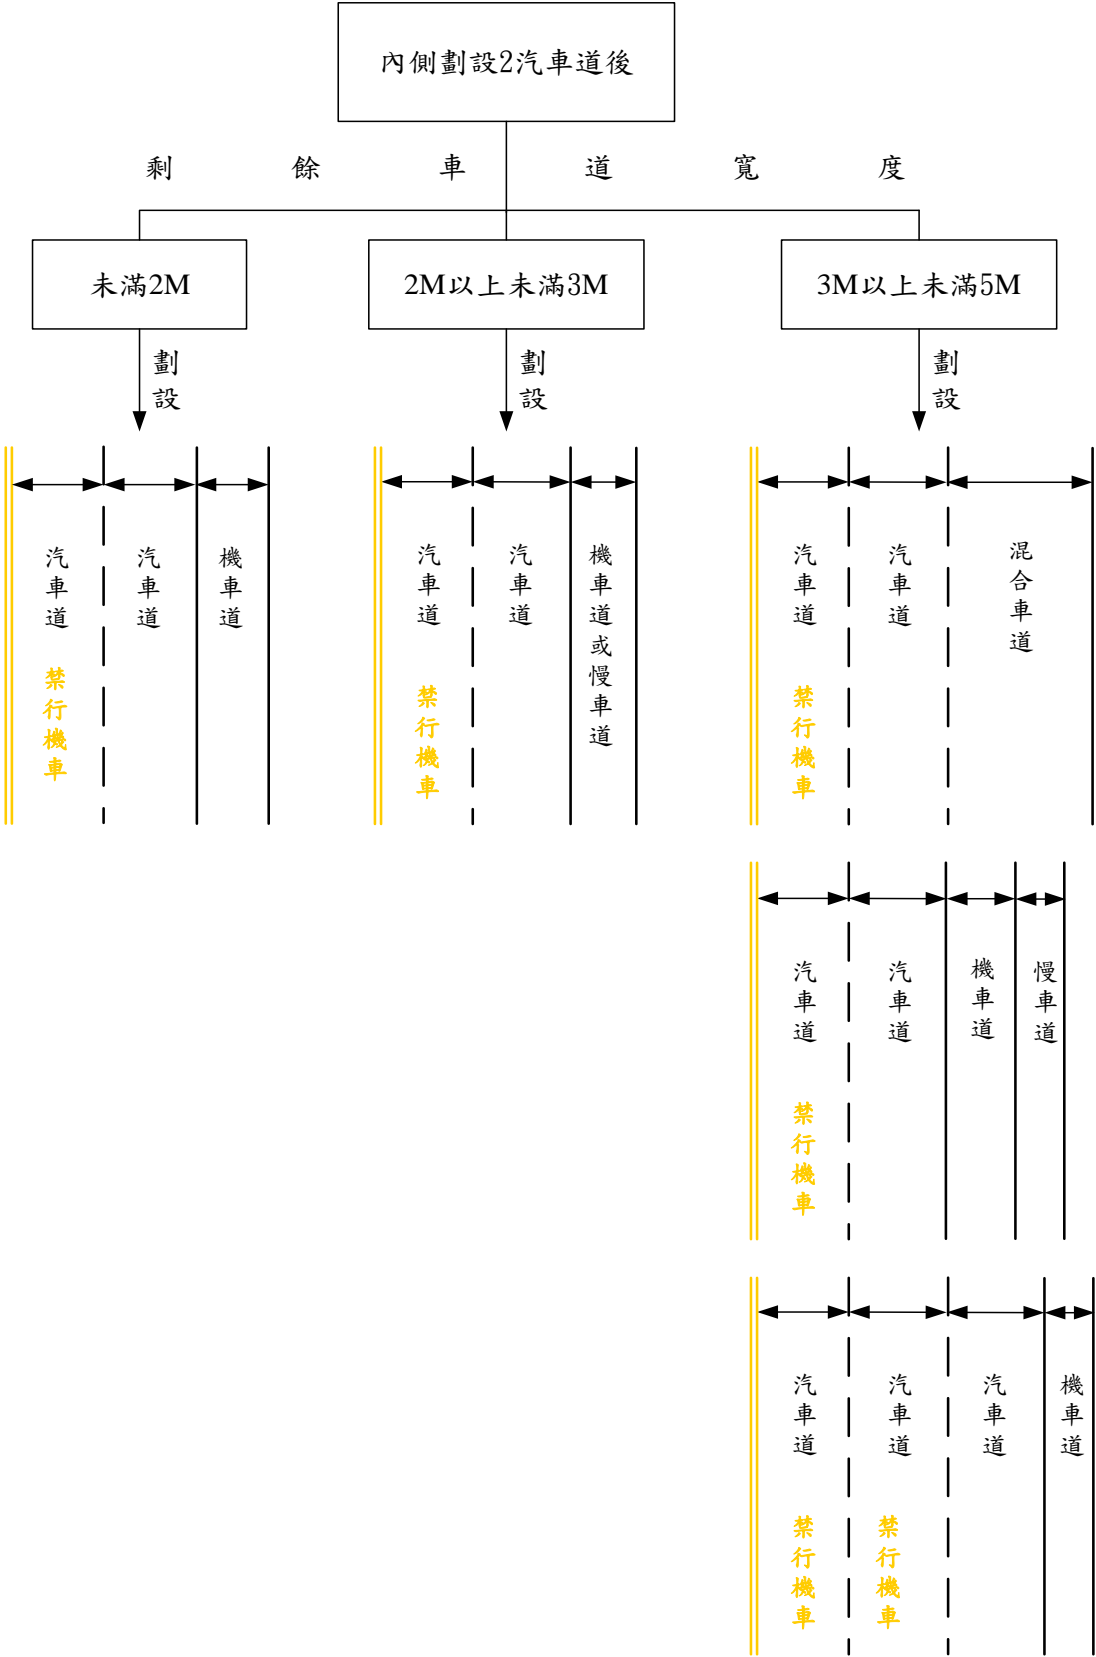 內側劃設2汽車道後
剩餘車道寬度
未滿2M
2M以上未滿3M
3M以上未滿5M
劃設
劃設
劃設
汽車道
禁行機車
汽車道
機車道
汽車道
禁行機車
汽車道
機車道或慢車道
汽車道
禁行機車
汽車道
混合車道
汽車道
禁行機車
汽車道
機車道
慢車道
汽車道
禁行機車
汽車道
禁行機車
汽車道
機車道